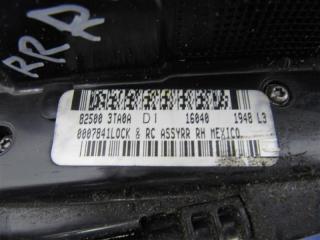 RR R
82500 3TA0A D1 16040 1948 L3
0007841LOCK & RC ASSYRR RH MEXICO